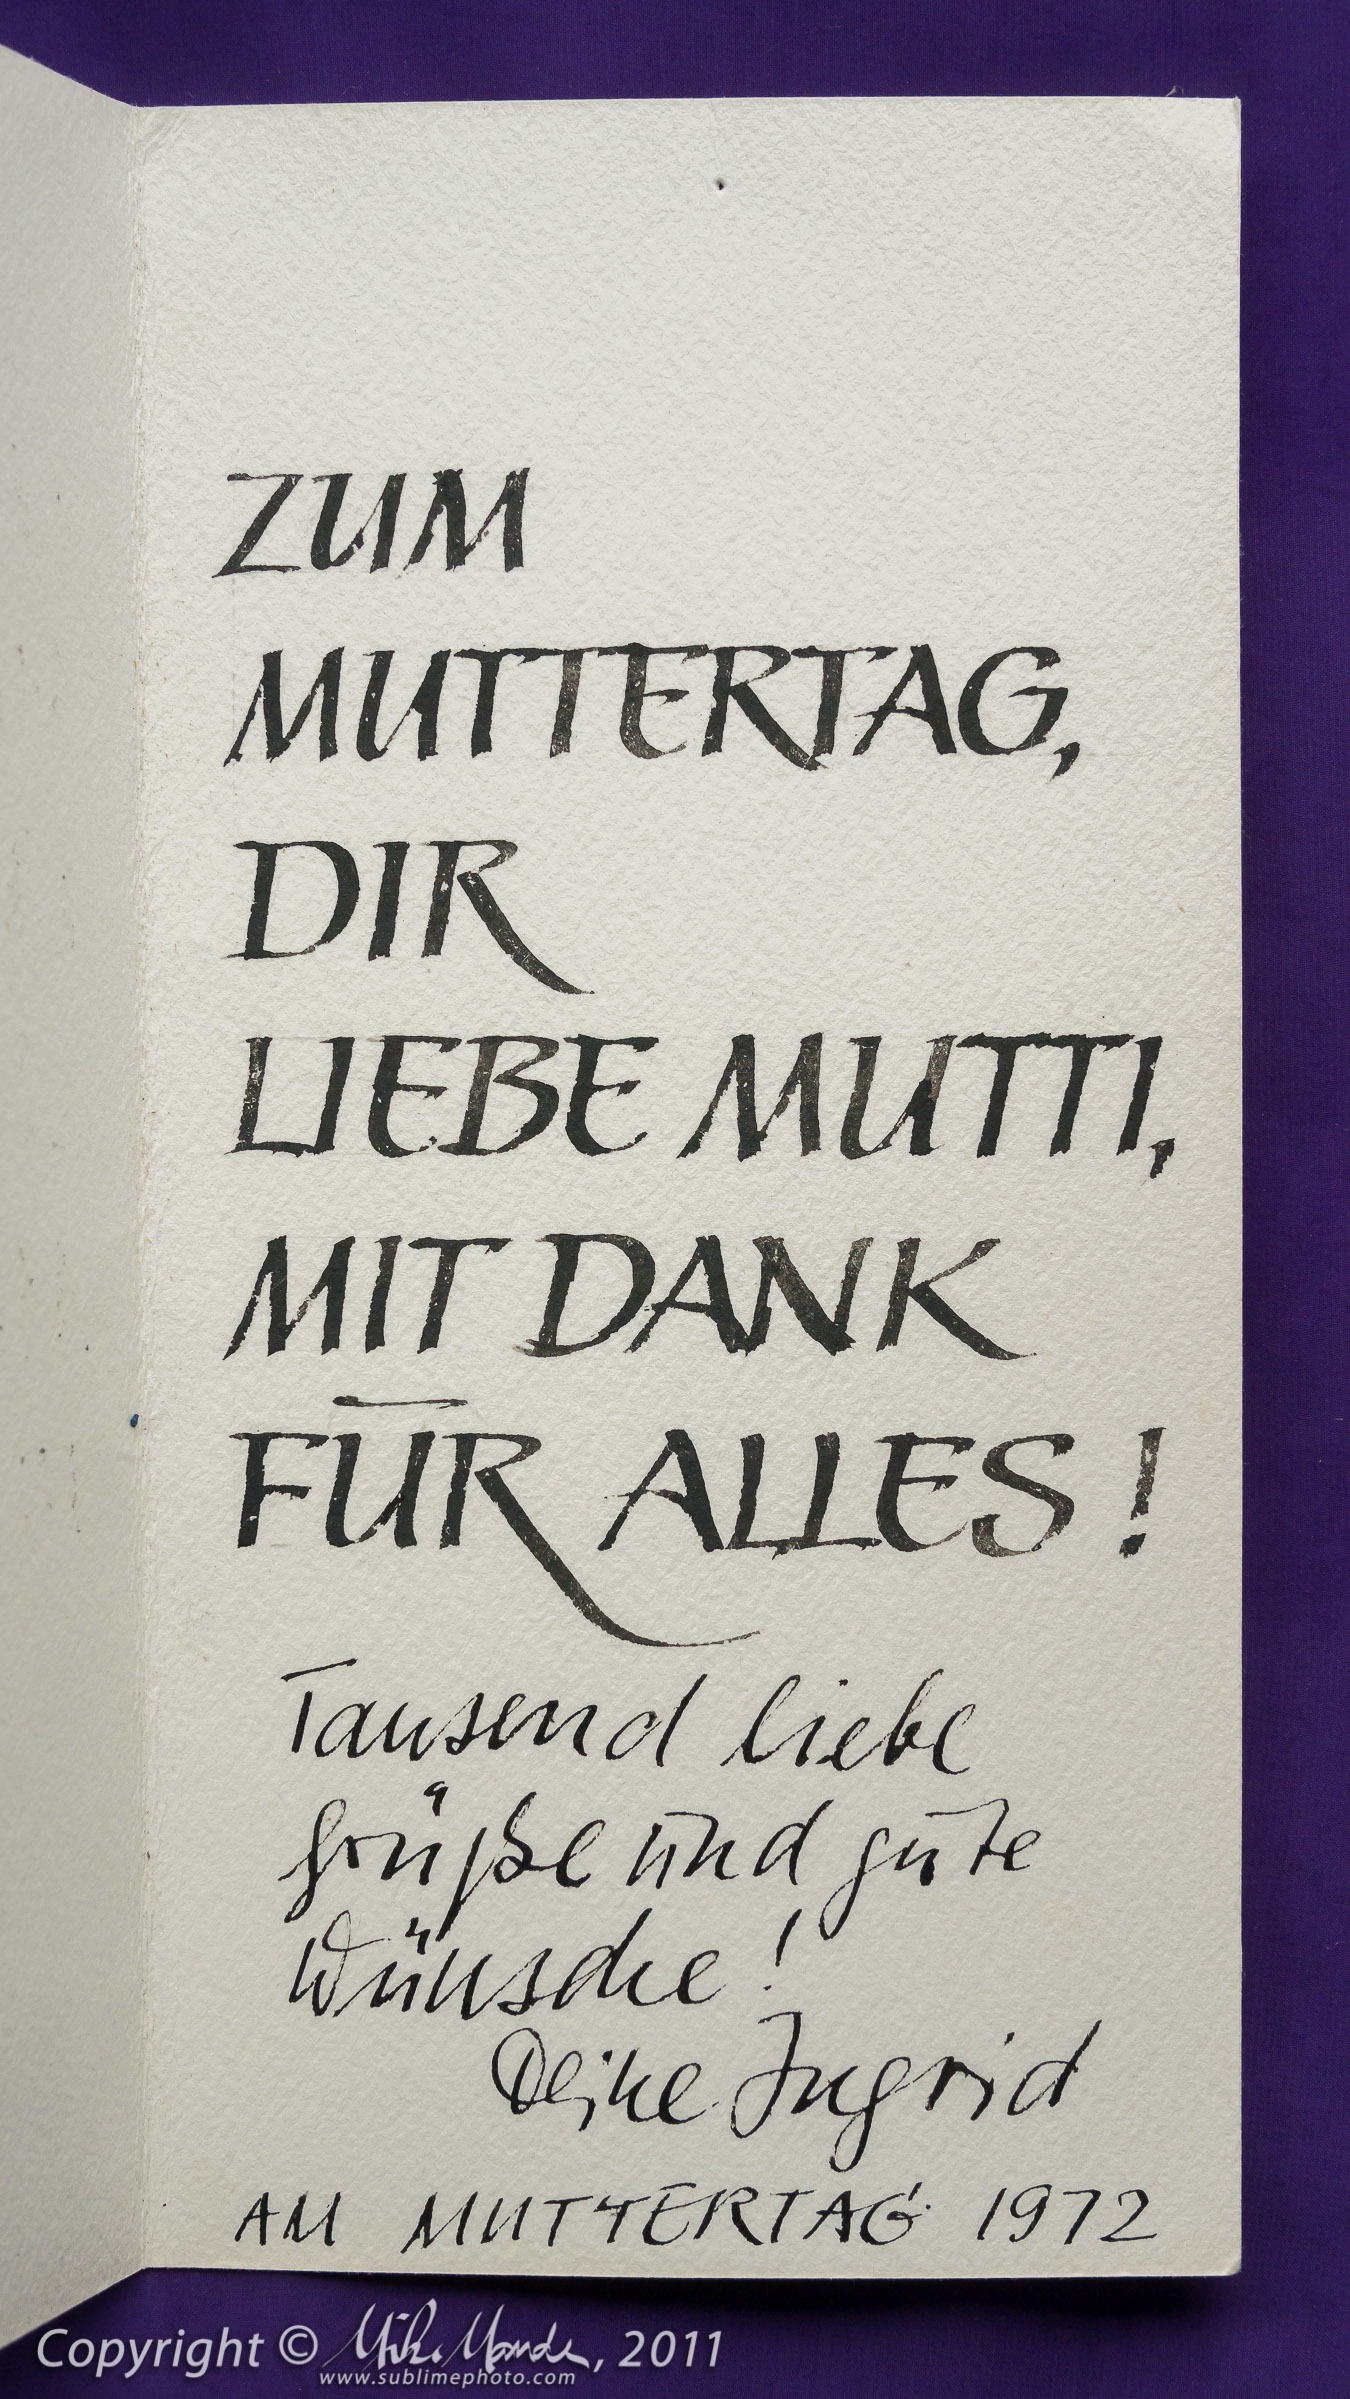 ZUM
MUTTERTAG,
DIR
LIEBE MUTTI,
MIT DANK
FÜR ALLES!
Tausend liebe
Grüße und gute
Wünsche!
Deine Ingrid
AM MUTTERTAG 1972
Copyright © , 2011
www.sublimephoto.com